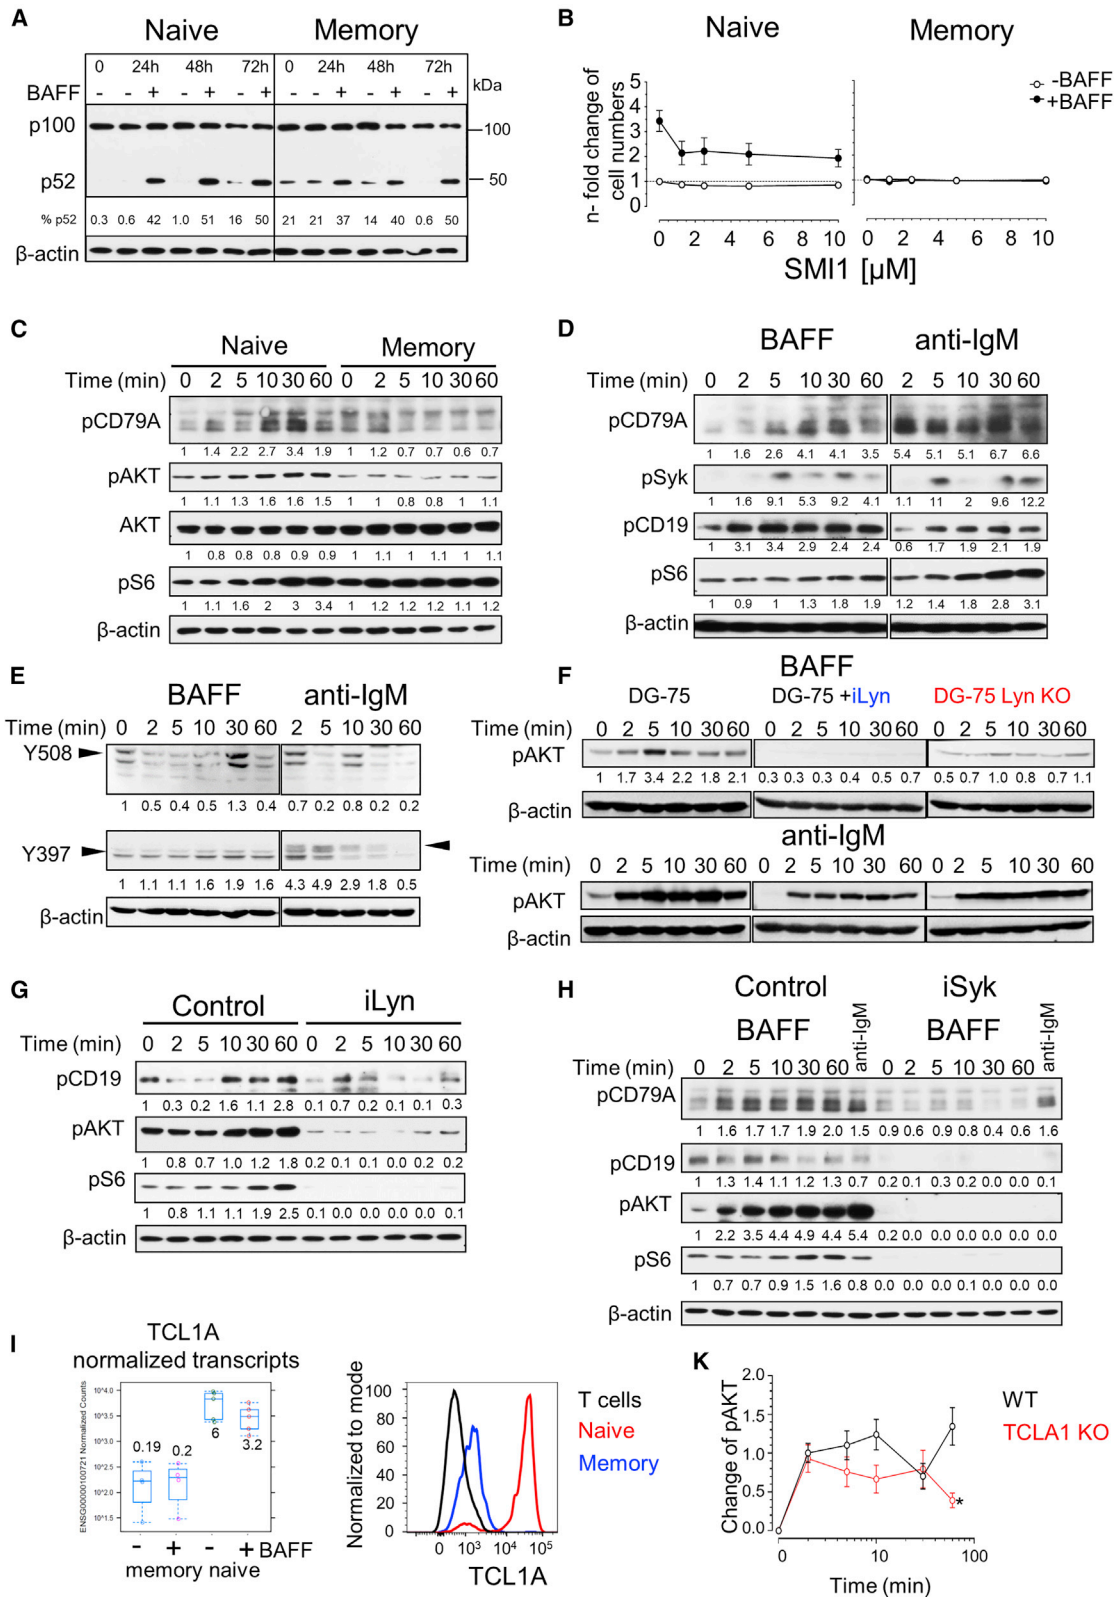 A
Naive Memory
0 24h 48h 72h 0 24h 48h 72h
BAFF - - + - + - + - - + - + - + kDa
p100
100
p52
50
% p52 0.3 0.6 42 1.0 51 16 50 21 21 37 14 40 0.6 50
β-actin
B
Naive Memory
-BAFF
+BAFF
n- fold change of
cell numbers
5
4
3
2
1
0
0 2 4 6 8 10 0 2 4 6 8 10
SMI1 [µM]
C
Naive Memory
Time (min) 0 2 5 10 30 60 0 2 5 10 30 60
pCD79A
1 1.4 2.2 2.7 3.4 1.9 1 1.2 0.7 0.7 0.6 0.7
pAKT
1 1.1 1.3 1.6 1.6 1.5 1 1 0.8 0.8 1 1.1
AKT
1 0.8 0.8 0.8 0.9 0.9 1 1.1 1 1.1 1 1.1
pS6
1 1.1 1.6 2 3 3.4 1 1.2 1.2 1.2 1.1 1.2
β-actin
D
BAFF anti-IgM
Time (min) 0 2 5 10 30 60 2 5 10 30 60
pCD79A
1 1.6 2.6 4.1 4.1 3.5 5.4 5.1 5.1 6.7 6.6
pSyk
1 1.6 9.1 5.3 9.2 4.1 1.1 11 2 9.6 12.2
pCD19
1 3.1 3.4 2.9 2.4 2.4 0.6 1.7 1.9 2.1 1.9
pS6
1 0.9 1 1.3 1.8 1.9 1.2 1.4 1.8 2.8 3.1
β-actin
E
BAFF anti-IgM
Time (min) 0 2 5 10 30 60 2 5 10 30 60
Y508
1 0.5 0.4 0.5 1.3 0.4 0.7 0.2 0.8 0.2 0.2
Y397
1 1.1 1.1 1.6 1.9 1.6 4.3 4.9 2.9 1.8 0.5
β-actin
F
BAFF
DG-75 DG-75 +iLyn DG-75 Lyn KO
Time (min) 0 2 5 10 30 60 0 2 5 10 30 60 0 2 5 10 30 60
pAKT
1 1.7 3.4 2.2 1.8 2.1 0.3 0.3 0.3 0.4 0.5 0.7 0.5 0.7 1.0 0.8 0.7 1.1
β-actin
anti-IgM
Time (min) 0 2 5 10 30 60 0 2 5 10 30 60 0 2 5 10 30 60
pAKT
β-actin
G
Control iLyn
Time (min) 0 2 5 10 30 60 0 2 5 10 30 60
pCD19
1 0.3 0.2 1.6 1.1 2.8 0.1 0.7 0.2 0.1 0.1 0.3
pAKT
1 0.8 0.7 1.0 1.2 1.8 0.2 0.1 0.1 0.0 0.2 0.2
pS6
1 0.8 1.1 1.1 1.9 2.5 0.1 0.0 0.0 0.0 0.0 0.1
β-actin
H
Control iSyk
BAFF anti-IgM BAFF anti-IgM
Time (min) 0 2 5 10 30 60 0 2 5 10 30 60
pCD79A
1 1.6 1.7 1.7 1.9 2.0 1.5 0.9 0.6 0.9 0.8 0.4 0.6 1.6
pCD19
1 1.3 1.4 1.1 1.2 1.3 0.7 0.2 0.1 0.3 0.2 0.0 0.0 0.1
pAKT
1 2.2 3.5 4.4 4.9 4.4 5.4 0.2 0.0 0.0 0.0 0.0 0.0 0.0
pS6
1 0.7 0.7 0.9 1.5 1.6 0.8 0.0 0.0 0.0 0.1 0.0 0.0 0.0
β-actin
I
TCL1A
normalized transcripts
ENSG00000100721 Normalized Counts
10^4.0
10^3.5
10^3.0
10^2.5
10^2.0
10^1.5
0.19 0.2 6 3.2
- + - + BAFF
memory naive
Normalized to mode
100
80
60
40
20
0
0 10³ 10⁴ 10⁵
TCL1A
T cells
Naive
Memory
K
Change of pAKT
2.0
1.5
1.0
0.5
0.0
*
0 10 100
Time (min)
WT
TCLA1 KO